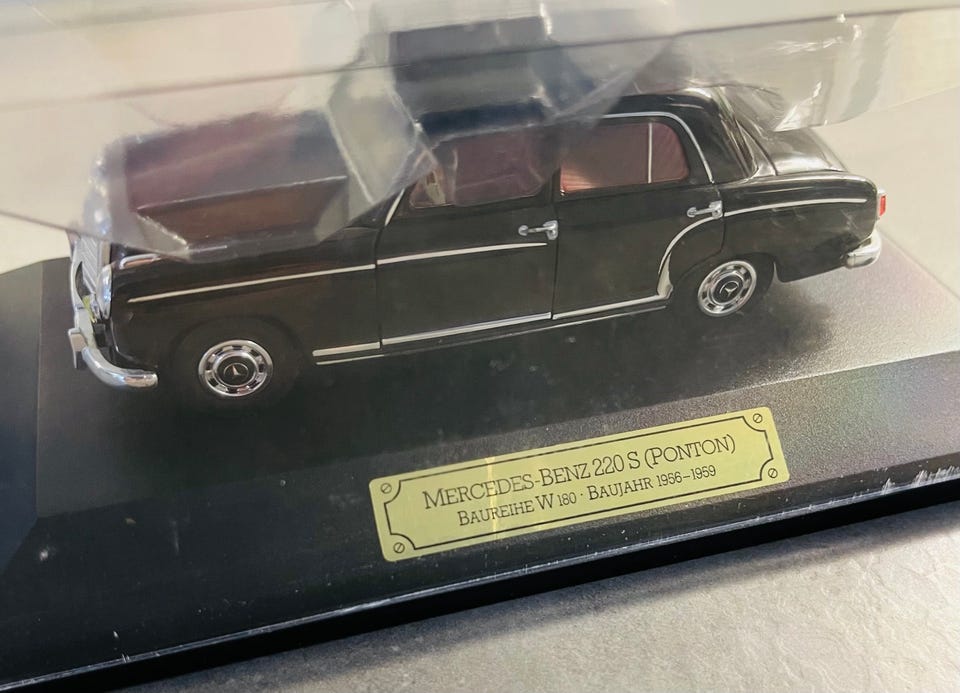 MERCEDES-BENZ 220 S (PONTON)
BAUREIHE W 180 · BAUJAHR 1956–1959